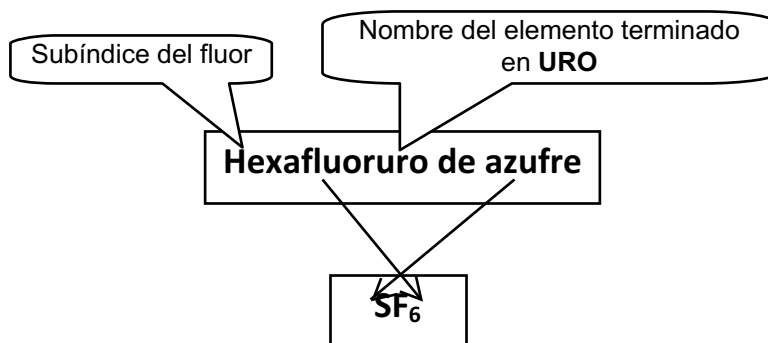 Subíndice del fluor
Nombre del elemento terminado
en URO
Hexafluoruro de azufre
SF₆